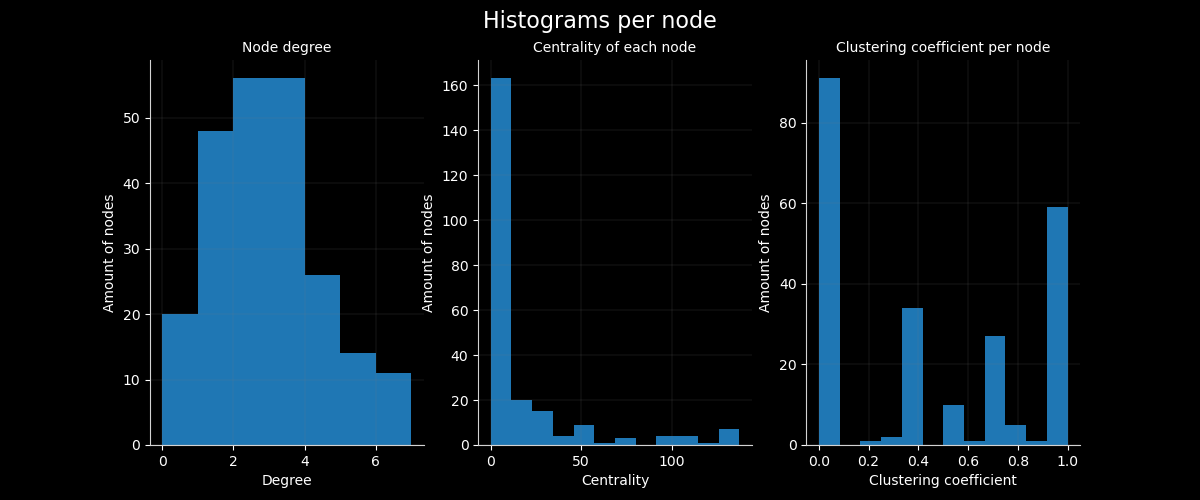 Histograms per node
Node degree
Centrality of each node
Clustering coefficient per node
Amount of nodes
0
10
20
30
40
50
0 2 4 6
Degree
Amount of nodes
0
20
40
60
80
100
120
140
160
0 50 100
Centrality
Amount of nodes
0
20
40
60
80
0.0 0.2 0.4 0.6 0.8 1.0
Clustering coefficient